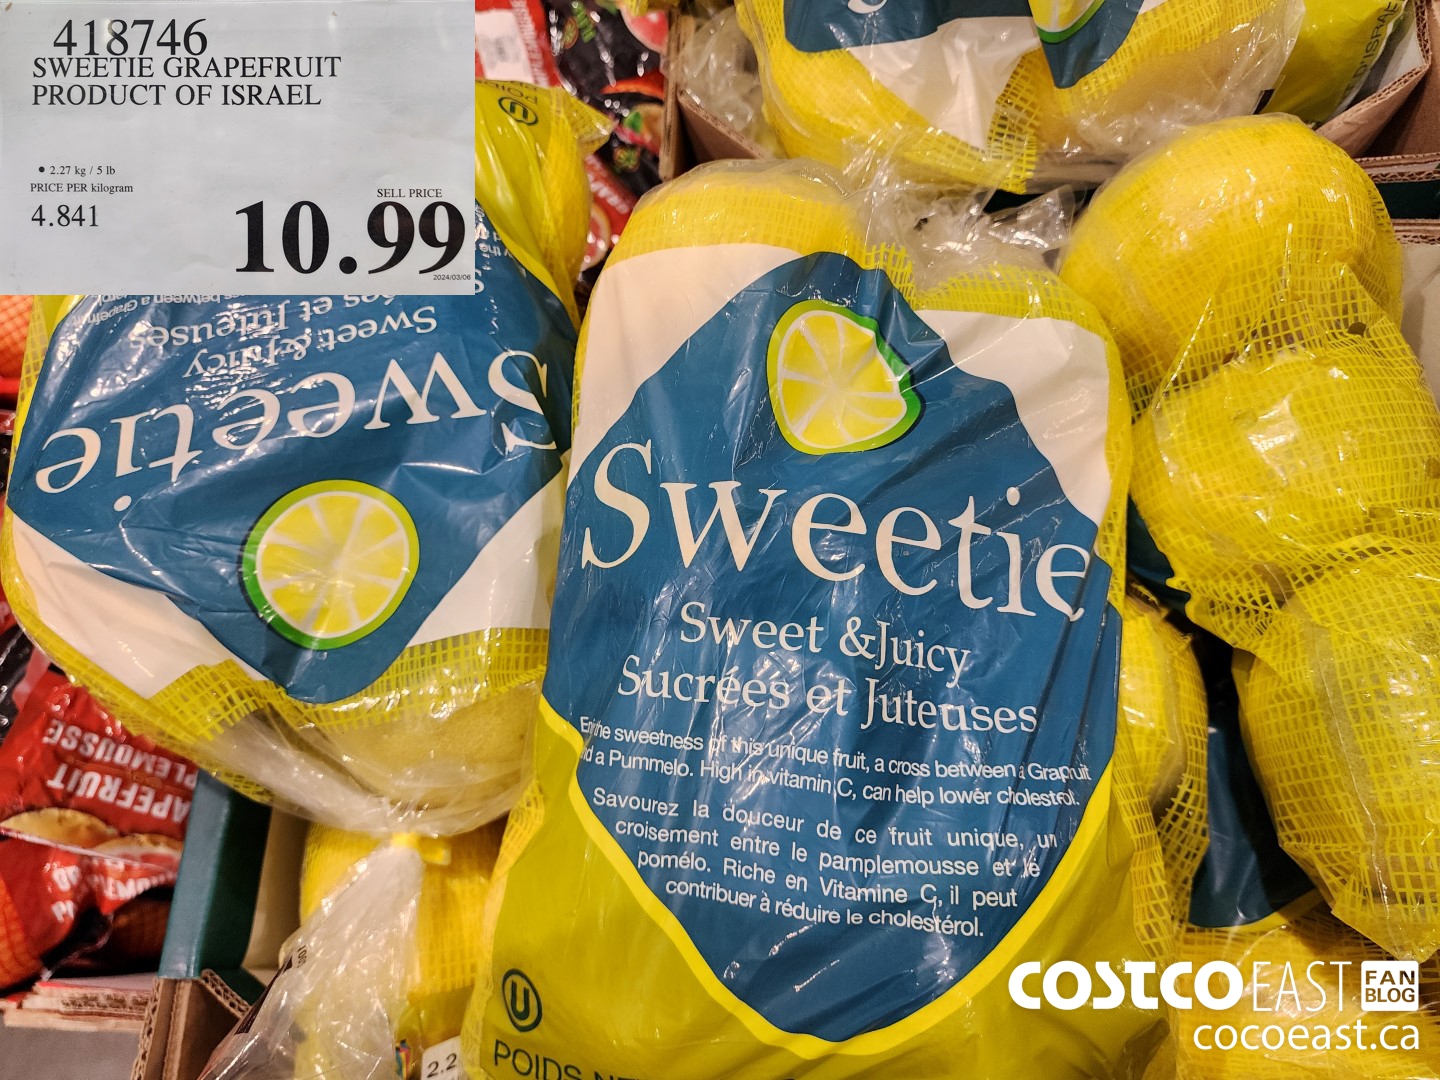 418746
SWEETIE GRAPEFRUIT
PRODUCT OF ISRAEL
• 2.27 kg / 5 lb
PRICE PER kilogram
4.841
SELL PRICE
10.99
2024/03/06
Sweetie
Sweet & Juicy
Sucrées et Juteuses
Sweetie
Sweet &Juicy
Sucrées et Juteuses
the sweetness of this unique fruit, a cross between a
a Pummelo. High in vitamin C, can help lower cholesterol.
Savourez la douceur de ce fruit unique, un
croisement entre le pamplemousse et le
pomélo. Riche en Vitamine C, il peut
contribuer à réduire le cholestérol.
U
POIDS
APEFRUIT
PLEMOUSSE
COSTCO EAST FAN BLOG
cocoeast.ca